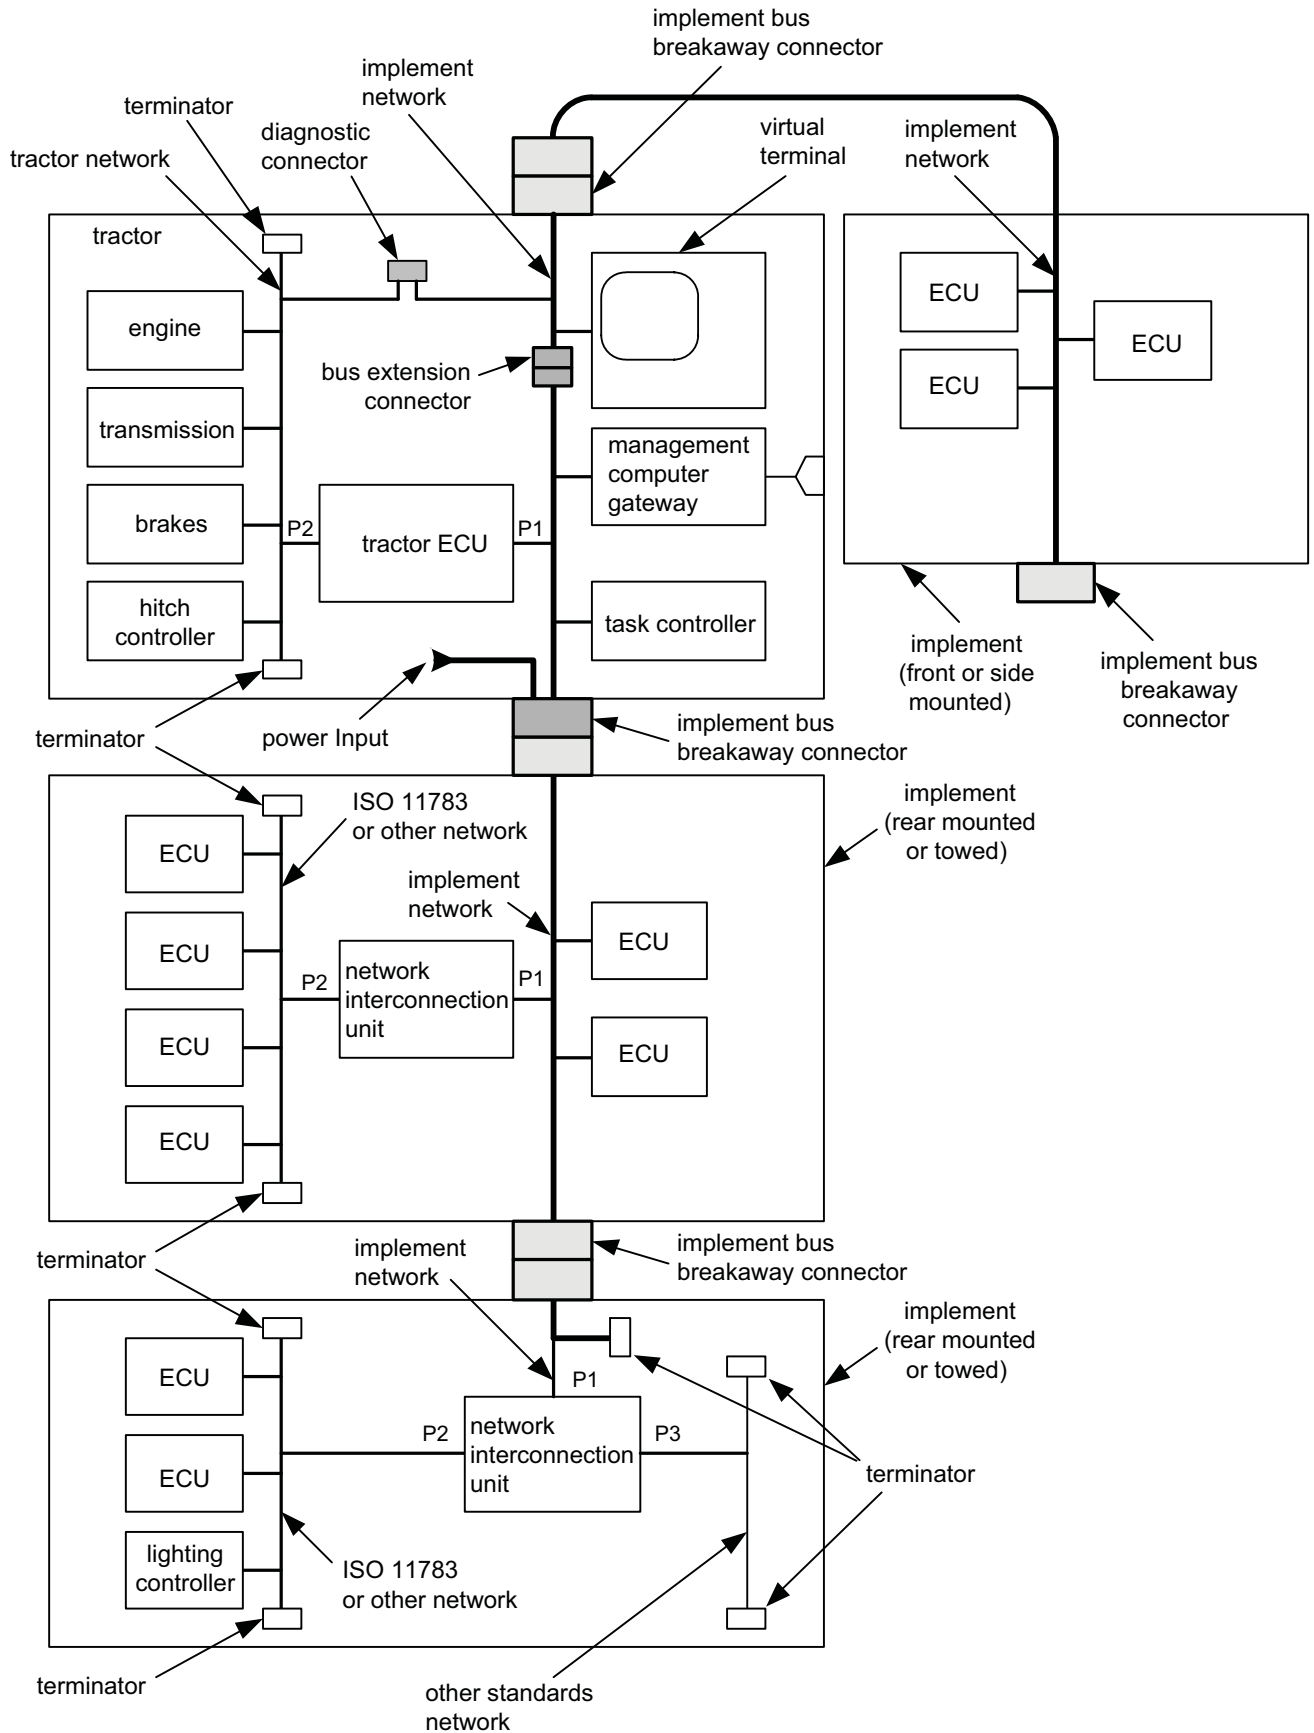 implement bus
breakaway connector
implement
network
terminator
diagnostic
connector
virtual
terminal
implement
network
tractor network
tractor
engine
ECU
ECU
ECU
bus extension
connector
transmission
management
computer
gateway
brakes
P2
tractor ECU
P1
hitch
controller
task controller
implement
(front or side
mounted)
implement bus
breakaway
connector
terminator
power Input
implement bus
breakaway connector
ISO 11783
or other network
implement
(rear mounted
or towed)
ECU
implement
network
ECU
ECU
P2
network
interconnection
unit
P1
ECU
ECU
ECU
terminator
implement
network
implement bus
breakaway connector
implement
(rear mounted
or towed)
ECU
P1
P2
network
interconnection
unit
P3
ECU
terminator
lighting
controller
ISO 11783
or other network
terminator
other standards
network